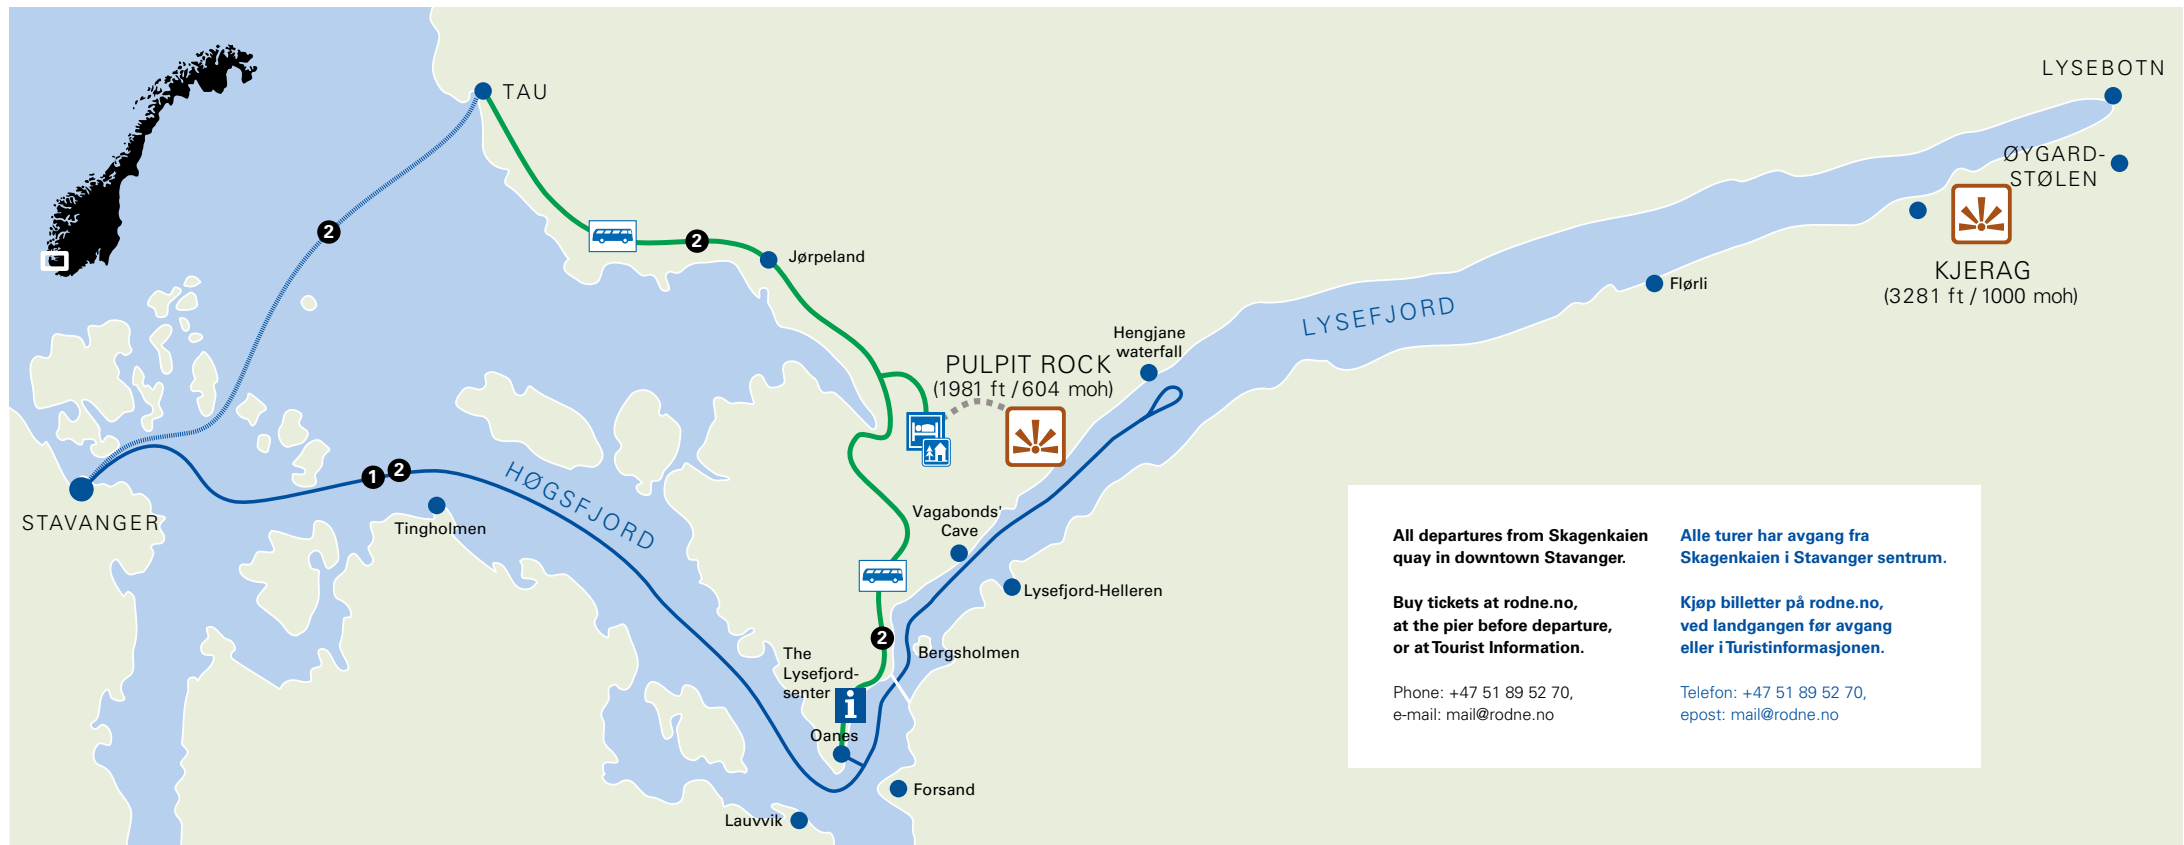 LYSEBOTN
TAU
ØYGARD-
STØLEN
2
2
Jørpeland
KJERAG
(3281 ft / 1000 moh)
Flørli
LYSEFJORD
Hengjane
waterfall
PULPIT ROCK
(1981 ft / 604 moh)
1
2
HØGSFJORD
STAVANGER
Tingholmen
Vagabonds'
Cave
Lysefjord-Helleren
2
Bergsholmen
The
Lysefjord-
senter
i
Oanes
Forsand
Lauvvik
All departures from Skagenkaien
quay in downtown Stavanger.
Buy tickets at rodne.no,
at the pier before departure,
or at Tourist Information.
Phone: +47 51 89 52 70,
e-mail: mail@rodne.no
Alle turer har avgang fra
Skagenkaien i Stavanger sentrum.
Kjøp billetter på rodne.no,
ved landgangen før avgang
eller i Turistinformasjonen.
Telefon: +47 51 89 52 70,
epost: mail@rodne.no